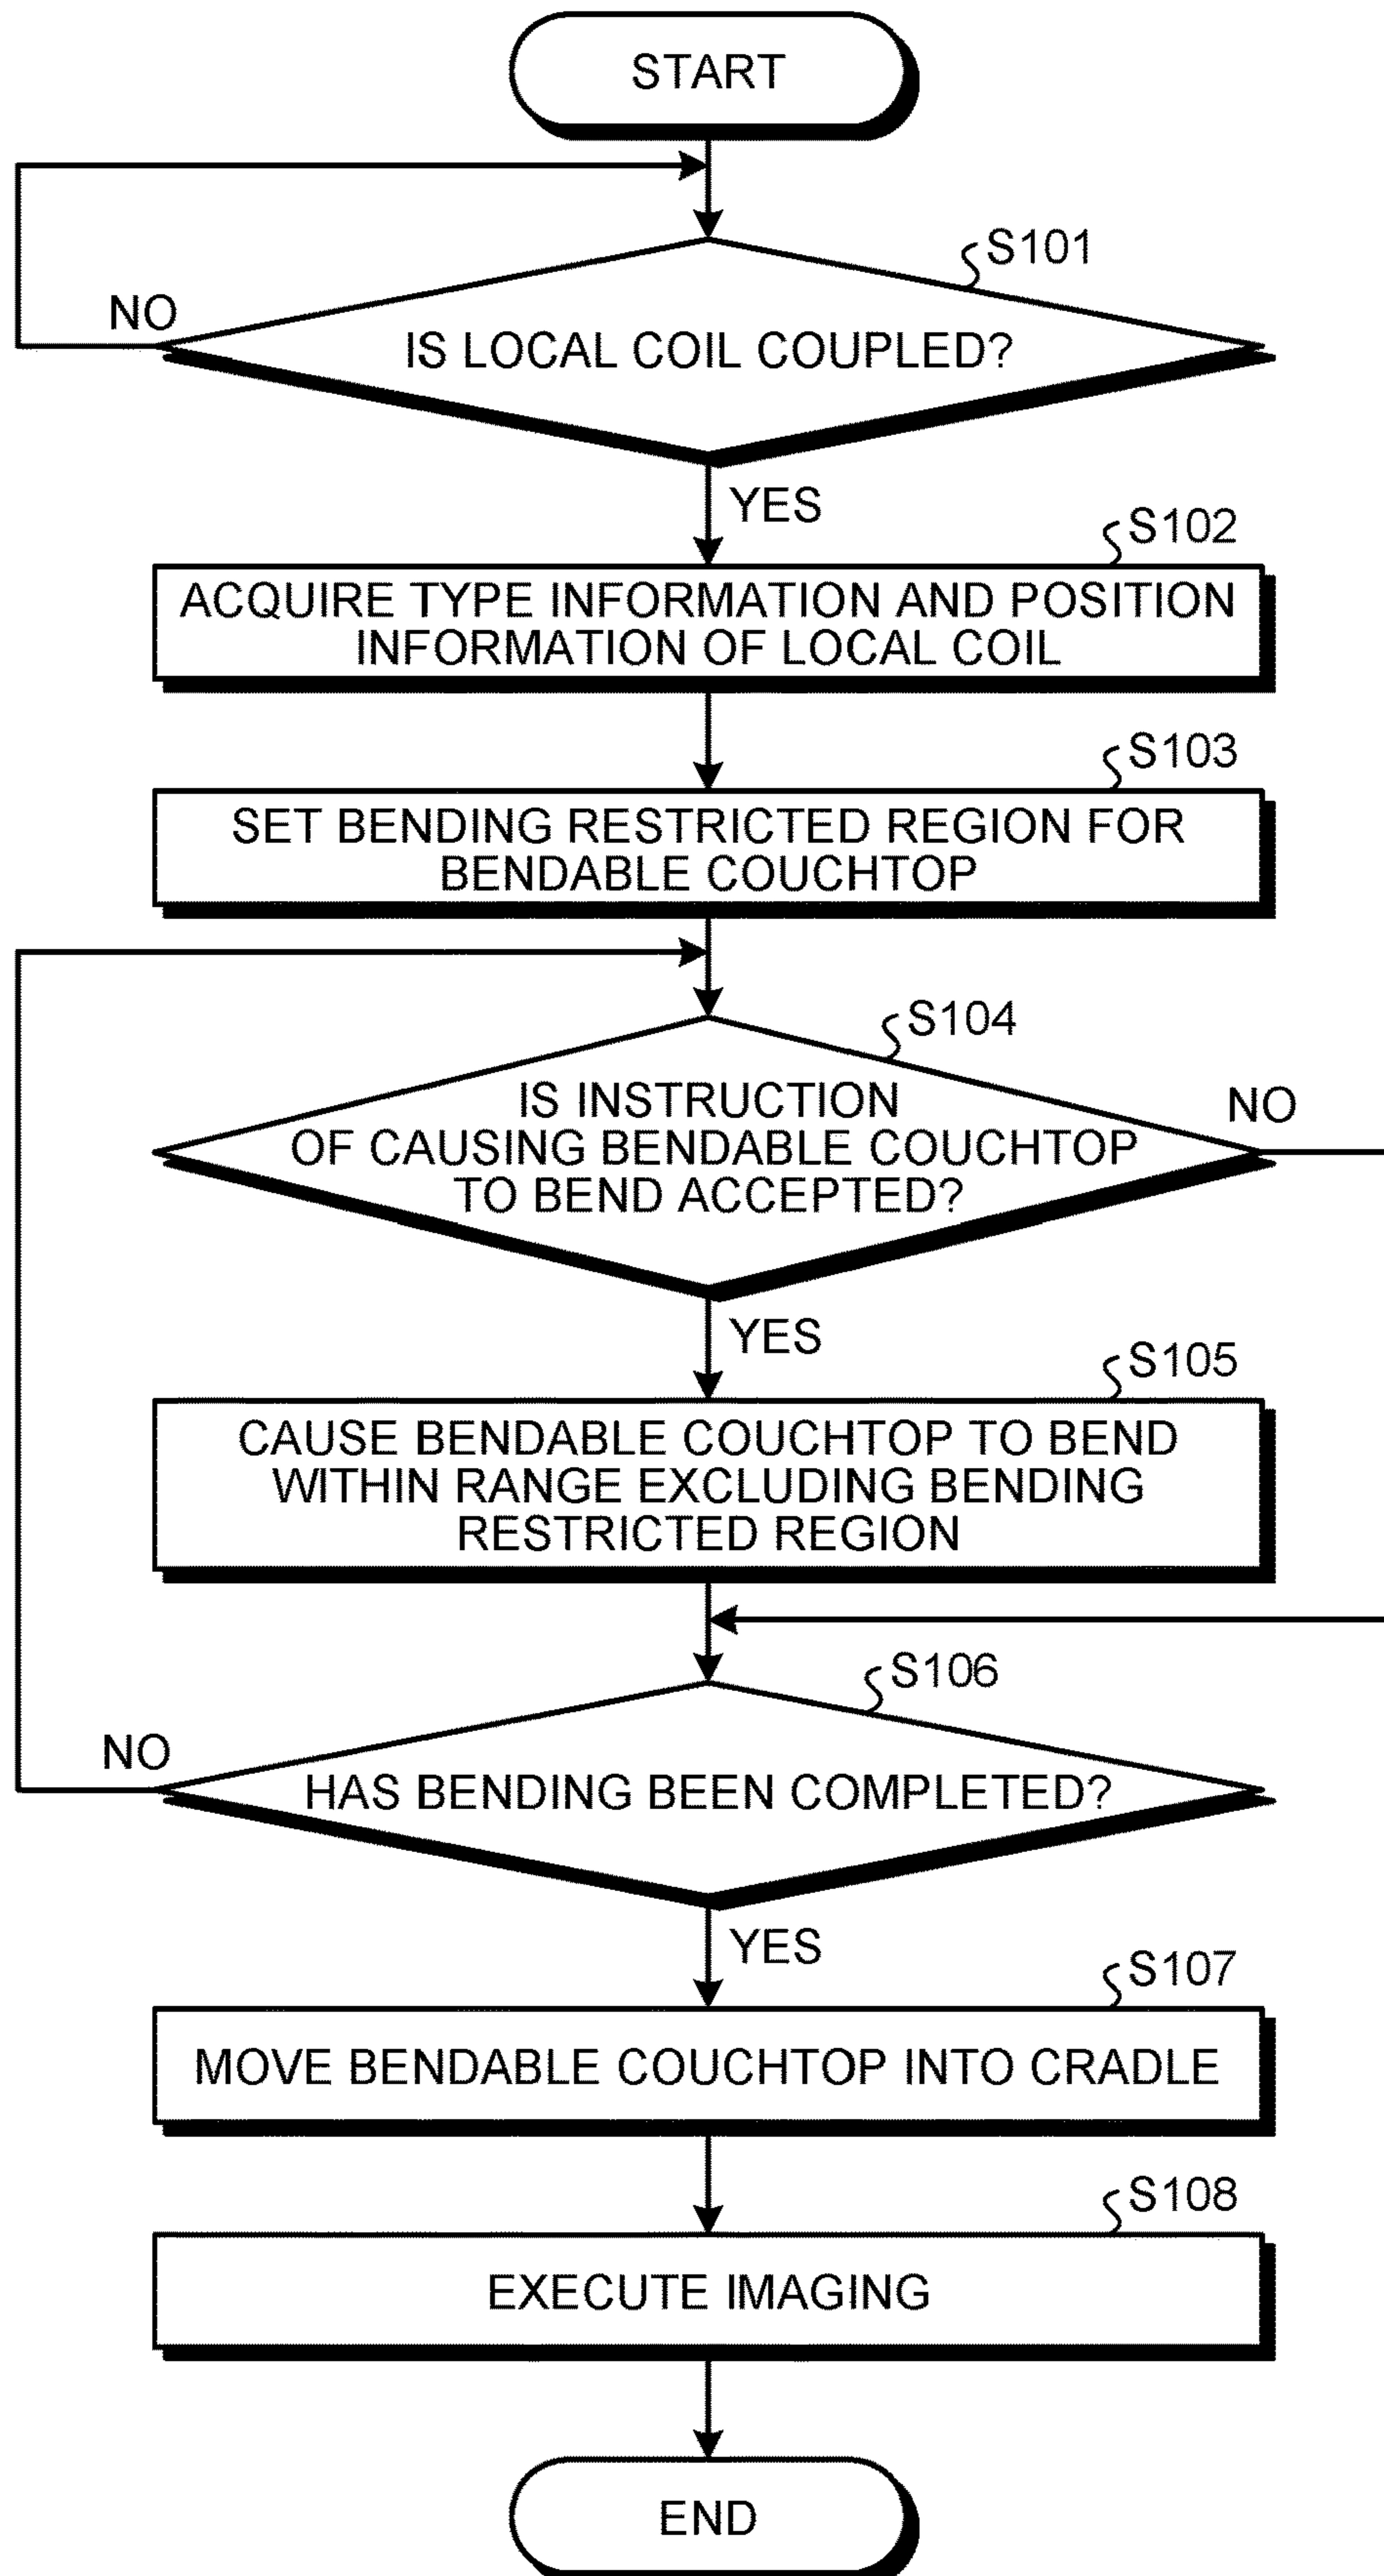 START
S101
NO
IS LOCAL COIL COUPLED?
YES
S102
ACQUIRE TYPE INFORMATION AND POSITION
INFORMATION OF LOCAL COIL
S103
SET BENDING RESTRICTED REGION FOR
BENDABLE COUCHTOP
S104
IS INSTRUCTION
NO
OF CAUSING BENDABLE COUCHTOP
TO BEND ACCEPTED?
YES
S105
CAUSE BENDABLE COUCHTOP TO BEND
WITHIN RANGE EXCLUDING BENDING
RESTRICTED REGION
S106
NO
HAS BENDING BEEN COMPLETED?
YES
S107
MOVE BENDABLE COUCHTOP INTO CRADLE
S108
EXECUTE IMAGING
END